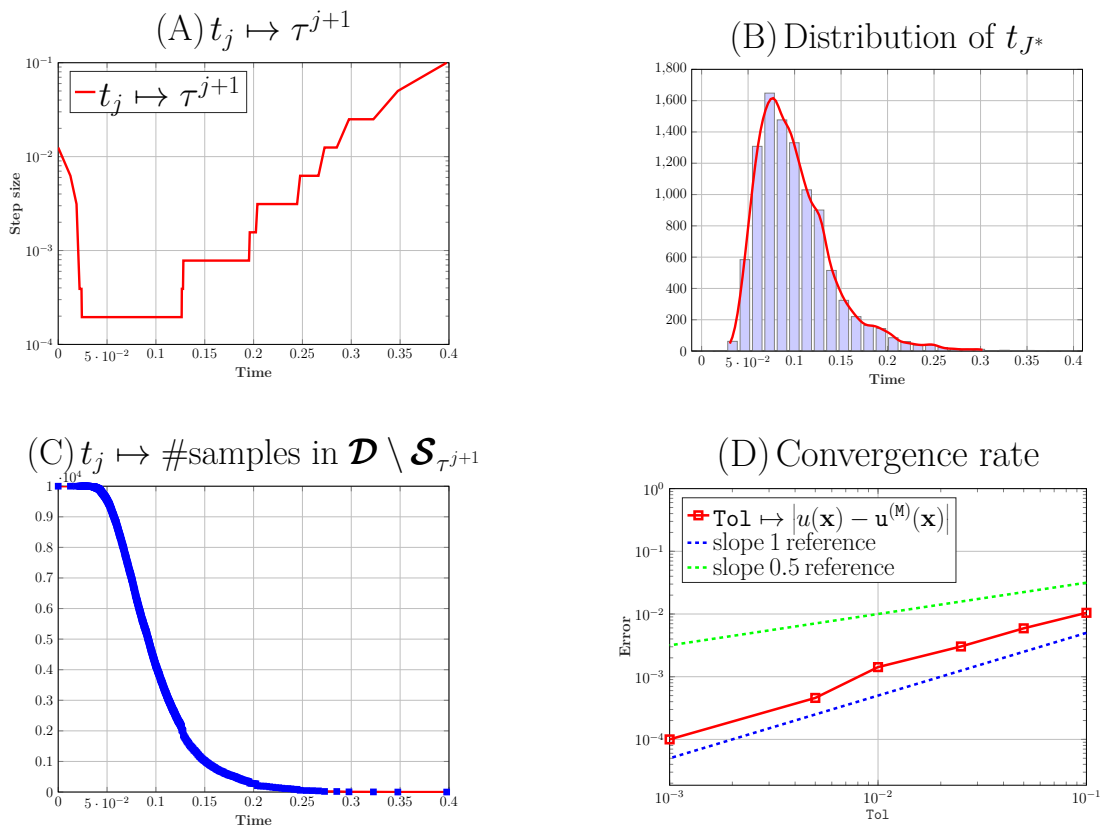 (A) t_j ↦ τ^{j+1}
10^{-1}
10^{-2}
10^{-3}
10^{-4}
Step size
t_j ↦ τ^{j+1}
0 5 · 10^{-2} 0.1 0.15 0.2 0.25 0.3 0.35 0.4
Time
(B) Distribution of t_{J*}
1,800
1,600
1,400
1,200
1,000
800
600
400
200
0
0 5 · 10^{-2} 0.1 0.15 0.2 0.25 0.3 0.35 0.4
Time
(C) t_j ↦ #samples in 𝓓 \ 𝓢_{τ^{j+1}}
·10^4
1
0.9
0.8
0.7
0.6
0.5
0.4
0.3
0.2
0.1
0
0 5 · 10^{-2} 0.1 0.15 0.2 0.25 0.3 0.35 0.4
Time
(D) Convergence rate
10^0
10^{-1}
10^{-2}
10^{-3}
10^{-4}
Error
Tol ↦ |u(x) − u^{(M)}(x)|
slope 1 reference
slope 0.5 reference
10^{-3} 10^{-2} 10^{-1}
Tol